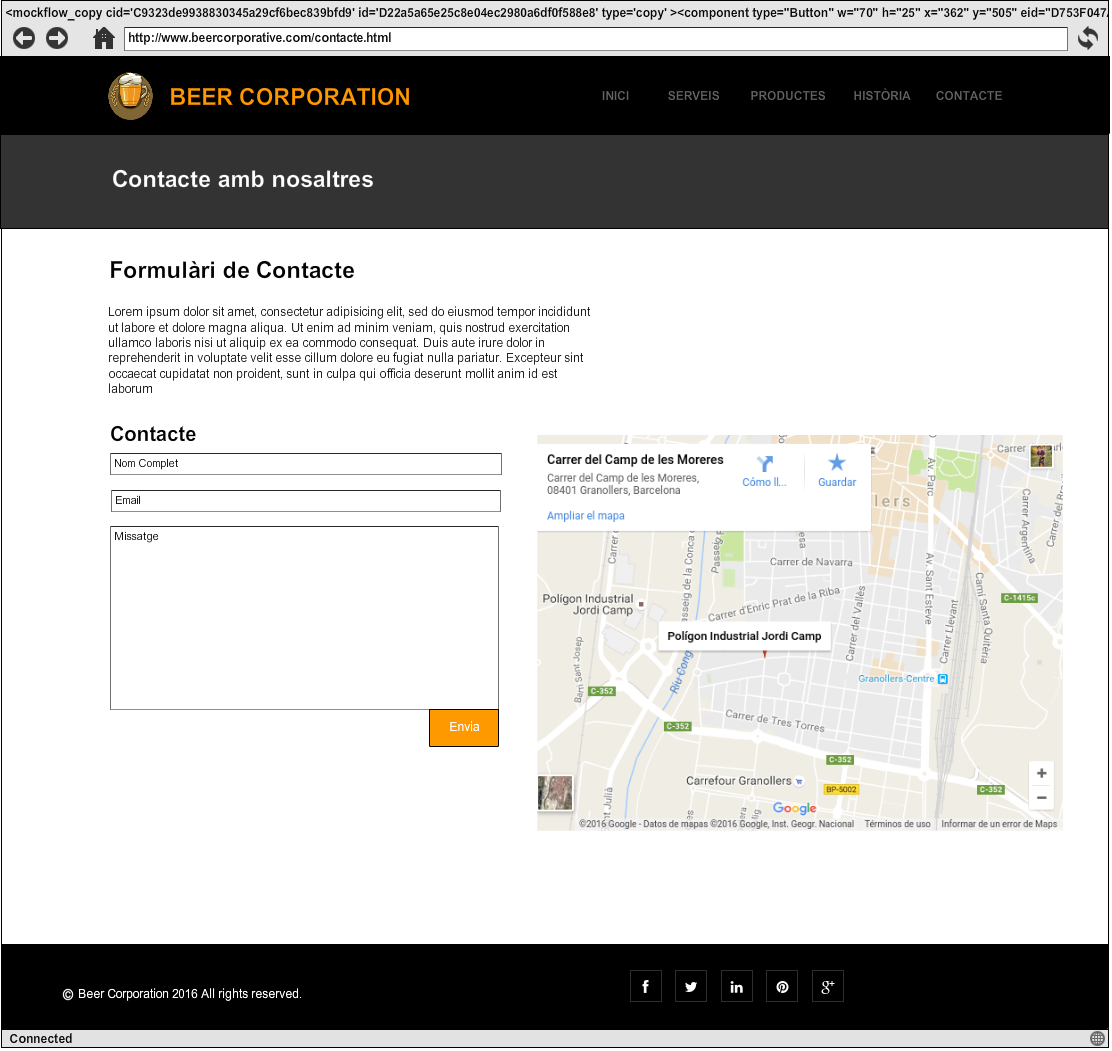 <mockflow_copy cid='C9323de9938830345a29cf6bec839bfd9' id='D22a5a65e25c8e04ec2980a6df0f588e8' type='copy' ><component type="Button" w="70" h="25" x="362" y="505" eid="D753F047
http://www.beercorporative.com/contacte.html
BEER CORPORATION
INICI SERVEIS PRODUCTES HISTÒRIA CONTACTE
Contacte amb nosaltres
Formulàri de Contacte
Lorem ipsum dolor sit amet, consectetur adipisicing elit, sed do eiusmod tempor incididunt
ut labore et dolore magna aliqua. Ut enim ad minim veniam, quis nostrud exercitation
ullamco laboris nisi ut aliquip ex ea commodo consequat. Duis aute irure dolor in
reprehenderit in voluptate velit esse cillum dolore eu fugiat nulla pariatur. Excepteur sint
occaecat cupidatat non proident, sunt in culpa qui officia deserunt mollit anim id est
laborum
Contacte
Nom Complet
Email
Missatge
Envia
Carrer del Camp de les Moreres
Carrer del Camp de les Moreres,
08401 Granollers, Barcelona
Ampliar el mapa
Cómo ll...
Guardar
llers
Av. Parc
Carrer Argentina
Carrer del Br
Carrer
Passeig de la Conca d
Passeig
Carrer de Navarra
Polígon Industrial
Jordi Camp
Carrer d'Enric Prat de la Riba
Carrer del Vallès
Av. Sant Esteve
Carrer Llevant
Camí Santa Quitèria
C-1415c
Polígon Industrial Jordi Camp
Riu Cong
Barri Sant Josep
Granollers-Centre
C-352
C-352
Carrer de Tres Torres
C-352
Carrefour Granollers
BP-5002
C-352
nt Julià
Google
©2016 Google - Datos de mapas ©2016 Google, Inst. Geogr. Nacional Términos de uso Informar de un error de Maps
© Beer Corporation 2016 All rights reserved.
Connected